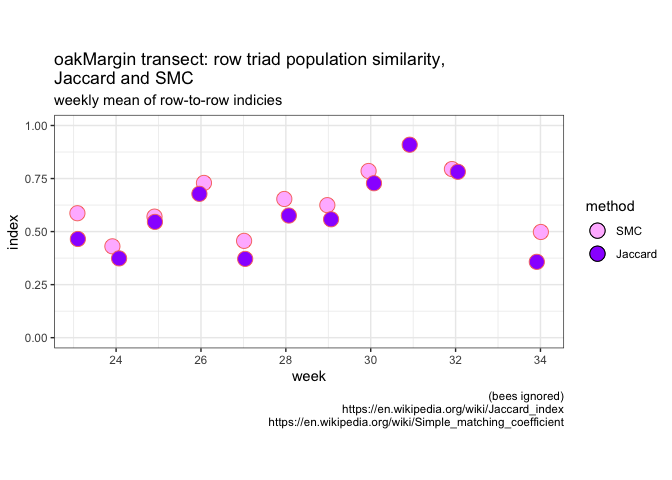 oakMargin transect: row triad population similarity,
Jaccard and SMC
weekly mean of row-to-row indicies
1.00
0.75
0.50
0.25
0.00
index
24 26 28 30 32 34
week
method
SMC
Jaccard
(bees ignored)
https://en.wikipedia.org/wiki/Jaccard_index
https://en.wikipedia.org/wiki/Simple_matching_coefficient